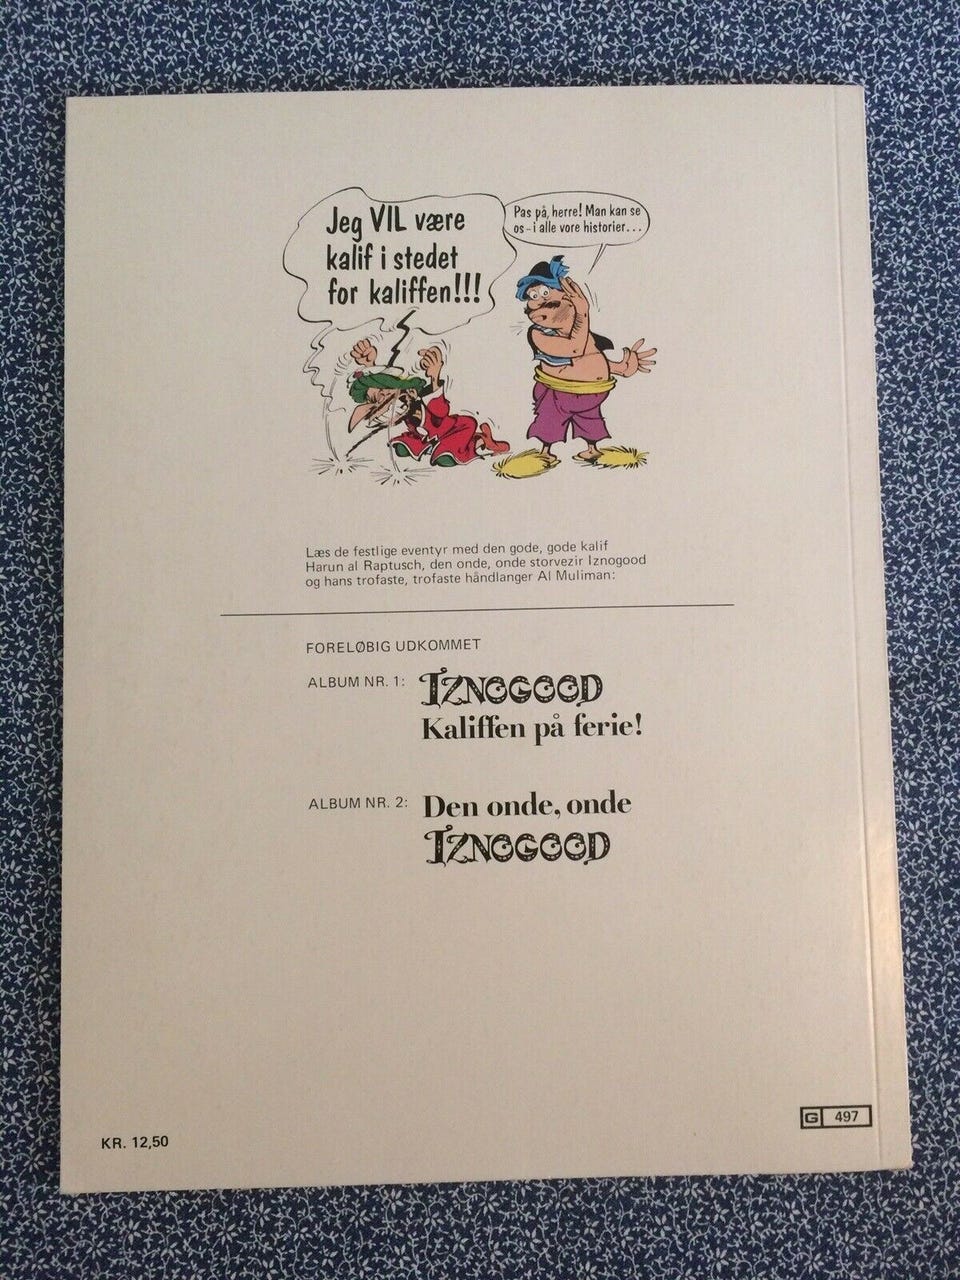 Jeg VIL være
kalif i stedet
for kaliffen!!!
Pas på, herre! Man kan se
os - i alle vore historier...
Læs de festlige eventyr med den gode, gode kalif
Harun al Raptusch, den onde, onde storvezir Iznogood
og hans trofaste, trofaste håndlanger Al Muliman:
FORELØBIG UDKOMMET
ALBUM NR. 1: IZNOGOOD
Kaliffen på ferie!
ALBUM NR. 2: Den onde, onde
IZNOGOOD
G 497
KR. 12,50